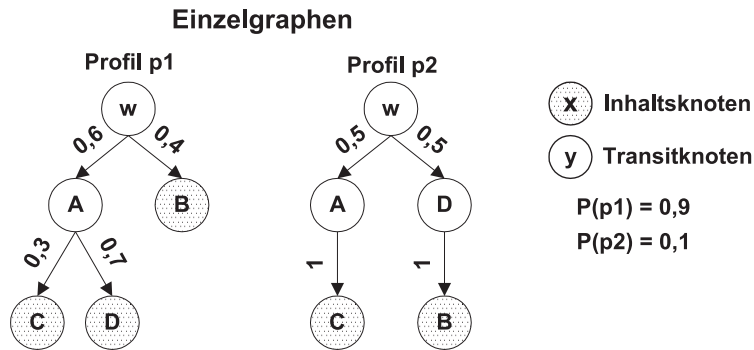 Einzelgraphen
Profil p1
Profil p2
w
w
x Inhaltsknoten
0,6
0,4
0,5
0,5
y Transitknoten
A
B
A
D
P(p1) = 0,9
P(p2) = 0,1
0,3
0,7
1
1
C
D
C
B